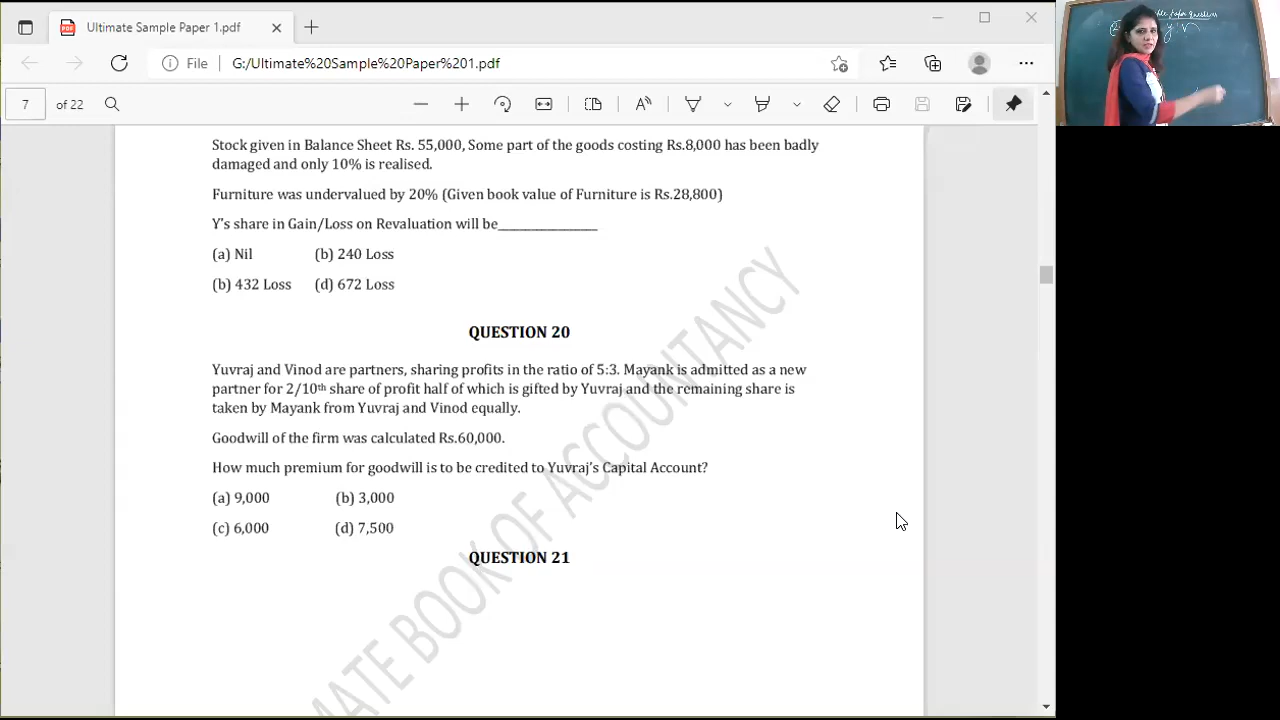 Ultimate Sample Paper 1.pdf
File
G:/Ultimate%20Sample%20Paper%201.pdf
7
of 22
Stock given in Balance Sheet Rs. 55,000, Some part of the goods costing Rs.8,000 has been badly
damaged and only 10% is realised.
Furniture was undervalued by 20% (Given book value of Furniture is Rs.28,800)
Y's share in Gain/Loss on Revaluation will be_________________
(a) Nil (b) 240 Loss
(b) 432 Loss (d) 672 Loss
QUESTION 20
Yuvraj and Vinod are partners, sharing profits in the ratio of 5:3. Mayank is admitted as a new
partner for 2/10th share of profit half of which is gifted by Yuvraj and the remaining share is
taken by Mayank from Yuvraj and Vinod equally.
Goodwill of the firm was calculated Rs.60,000.
How much premium for goodwill is to be credited to Yuvraj's Capital Account?
(a) 9,000 (b) 3,000
(c) 6,000 (d) 7,500
QUESTION 21
MATE BOOK OF ACCOUNTANCY
Paper Questions